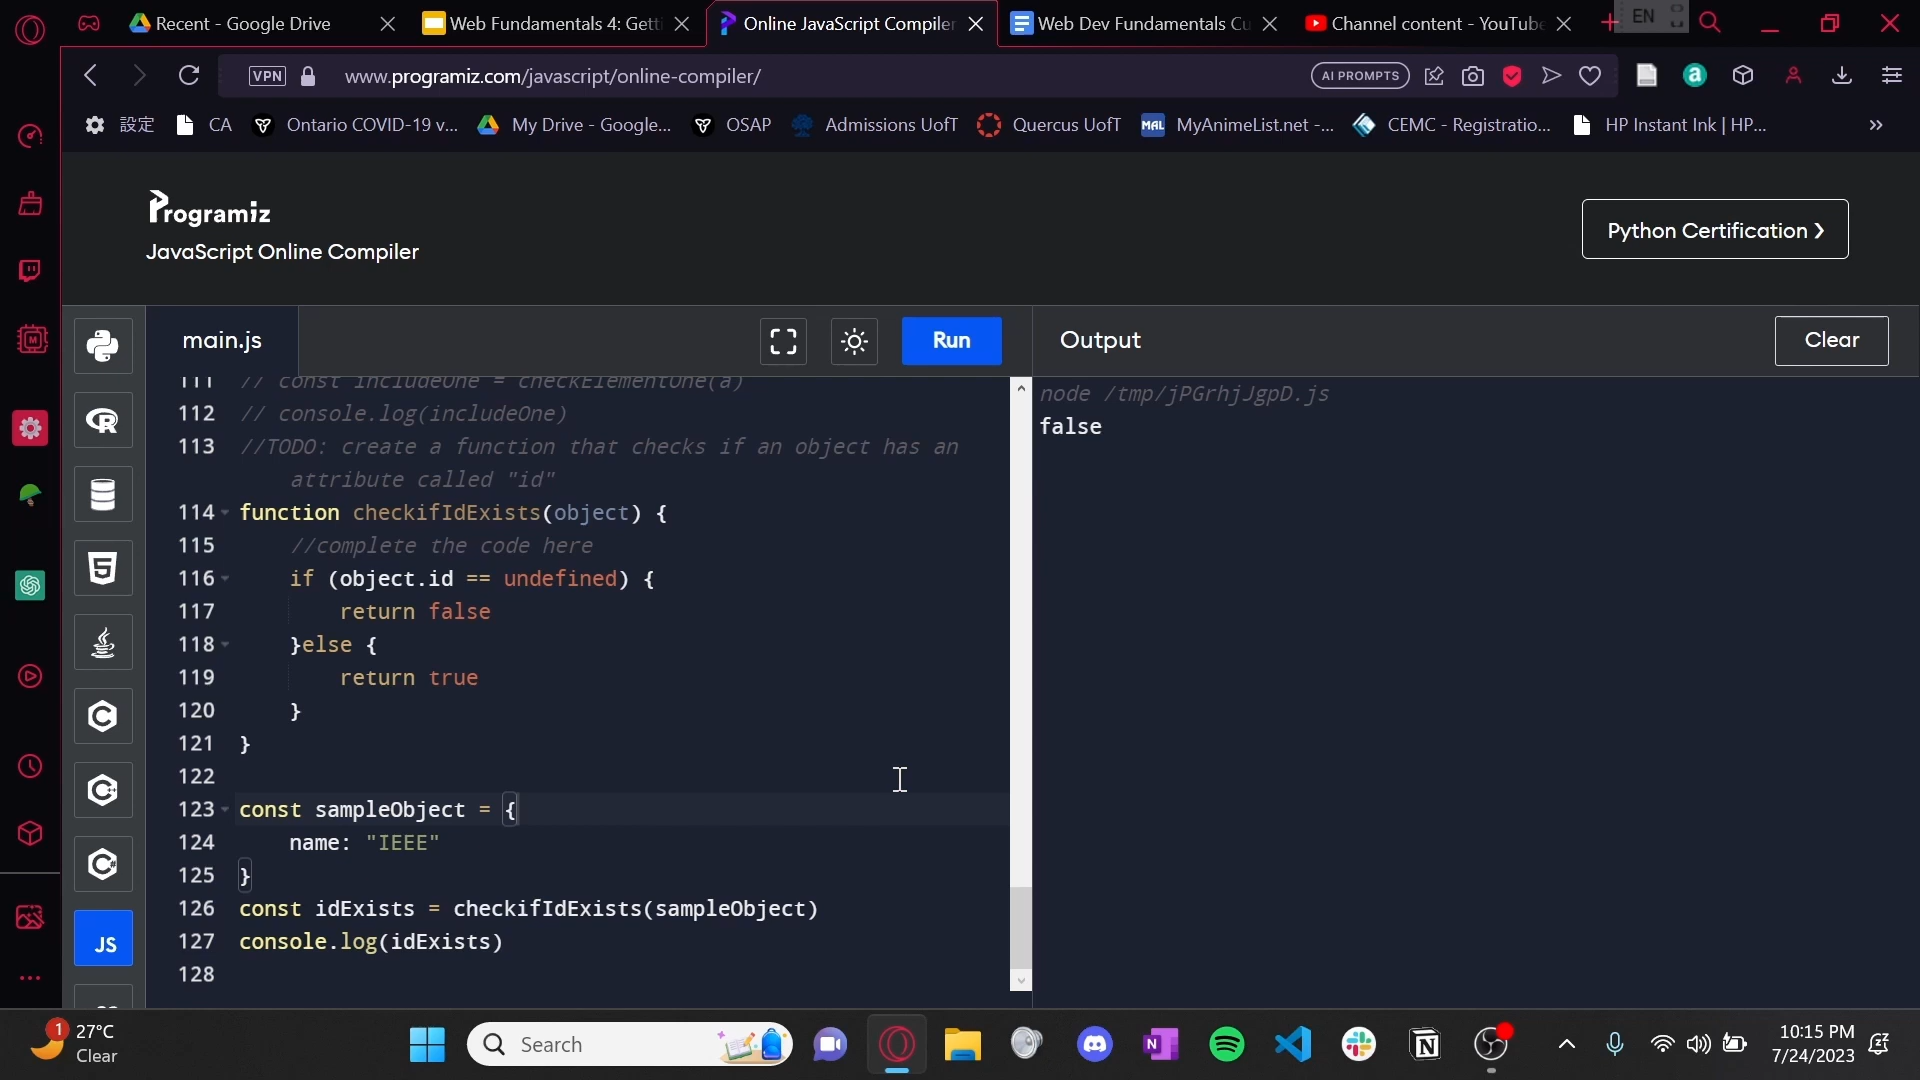 Recent - Google Drive
Web Fundamentals 4: Getti
Online JavaScript Compiler
Web Dev Fundamentals Cu
Channel content - YouTube
EN
VPN
www.programiz.com/javascript/online-compiler/
AI PROMPTS
設定
CA
Ontario COVID-19 v...
My Drive - Google...
OSAP
Admissions UofT
Quercus UofT
MAL
MyAnimeList.net -...
CEMC - Registratio...
HP Instant Ink | HP...
Programiz
JavaScript Online Compiler
Python Certification ❯
main.js
Run
Output
Clear
111 // const includeOne = checkElementOne(a)
112 // console.log(includeOne)
113 //TODO: create a function that checks if an object has an
attribute called "id"
114 function checkifIdExists(object) {
115 //complete the code here
116 if (object.id == undefined) {
117 return false
118 }else {
119 return true
120 }
121 }
122
123 const sampleObject = {
124 name: "IEEE"
125 }
126 const idExists = checkifIdExists(sampleObject)
127 console.log(idExists)
128
node /tmp/jPGrhjJgpD.js
false
JS
1
27°C
Clear
Search
10:15 PM
7/24/2023